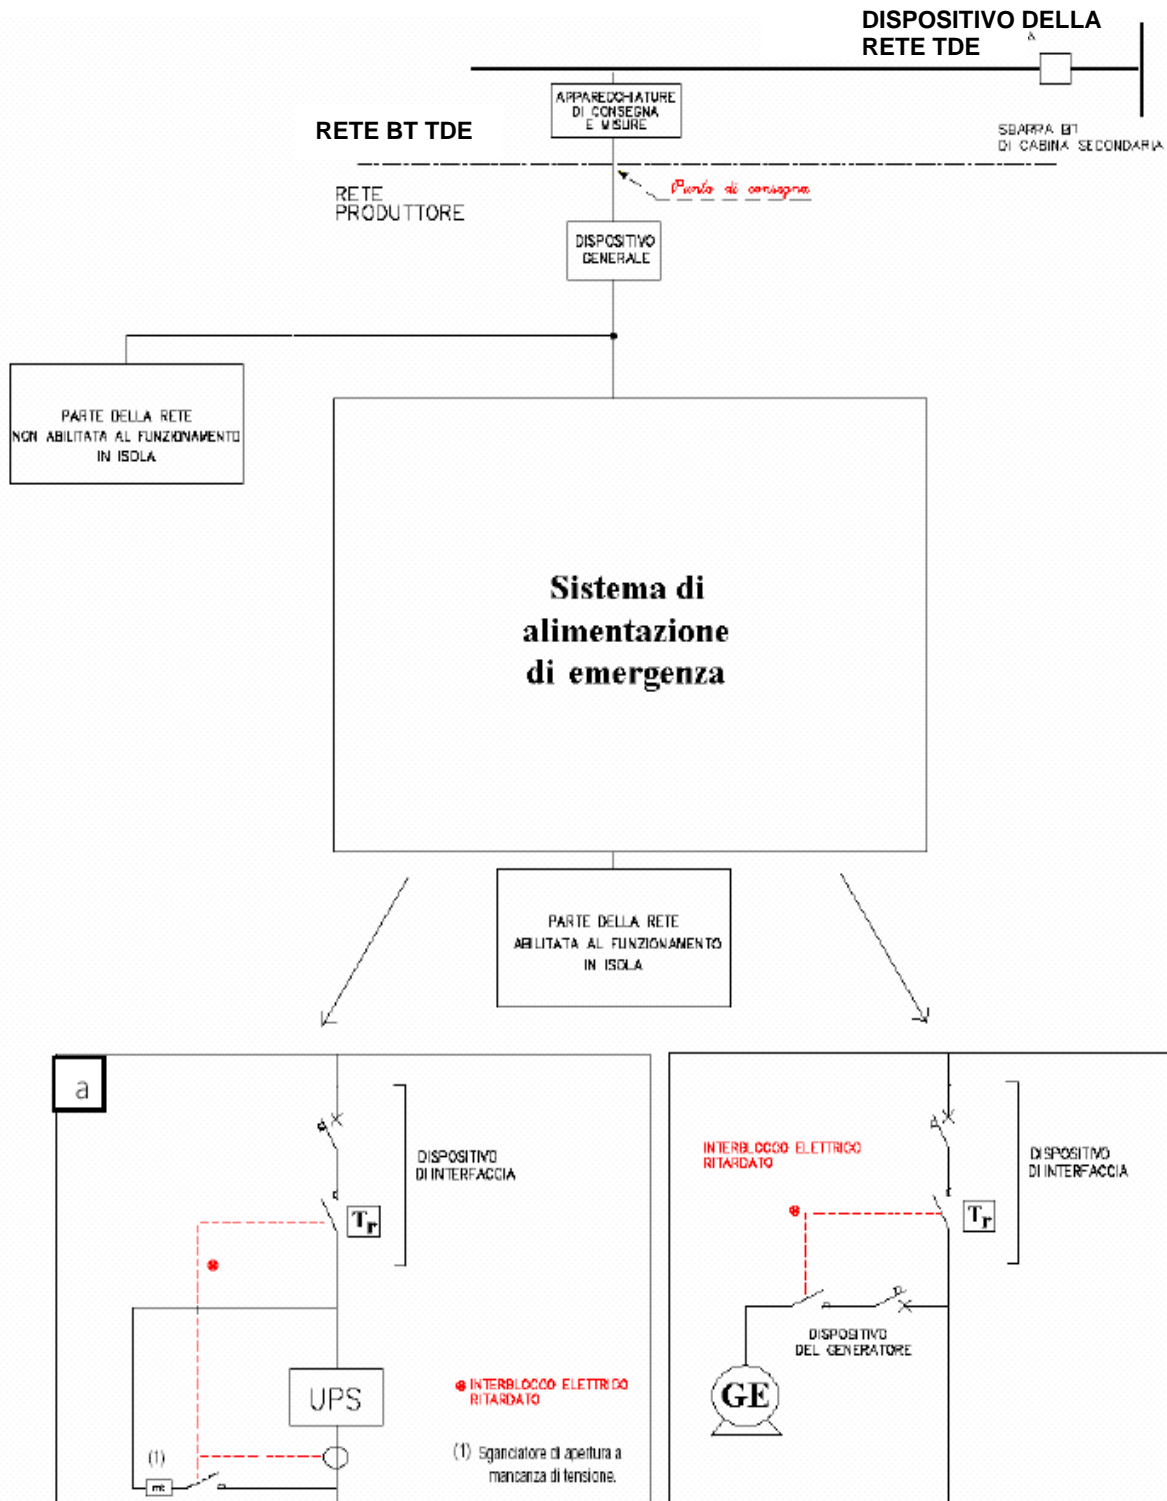 DISPOSITIVO DELLA
RETE TDE
APPARECCHIATURE
DI CONSEGNA
E MISURE
RETE BT TDE
SBARRA BT
DI CABINA SECONDARIA
Punto di consegna
RETE
PRODUTTORE
DISPOSITIVO
GENERALE
PARTE DELLA RETE
NON ABILITATA AL FUNZIONAMENTO
IN ISOLA
Sistema di
alimentazione
di emergenza
PARTE DELLA RETE
ABILITATA AL FUNZIONAMENTO
IN ISOLA
a
DISPOSITIVO
DI INTERFACCIA
Tr
UPS
INTERBLOCCO ELETTRICO
RITARDATO
(1)
mt
(1) Sganciatore di apertura a
mancanza di tensione.
INTERBLOCCO ELETTRICO
RITARDATO
DISPOSITIVO
DI INTERFACCIA
Tr
DISPOSITIVO
DEL GENERATORE
GE